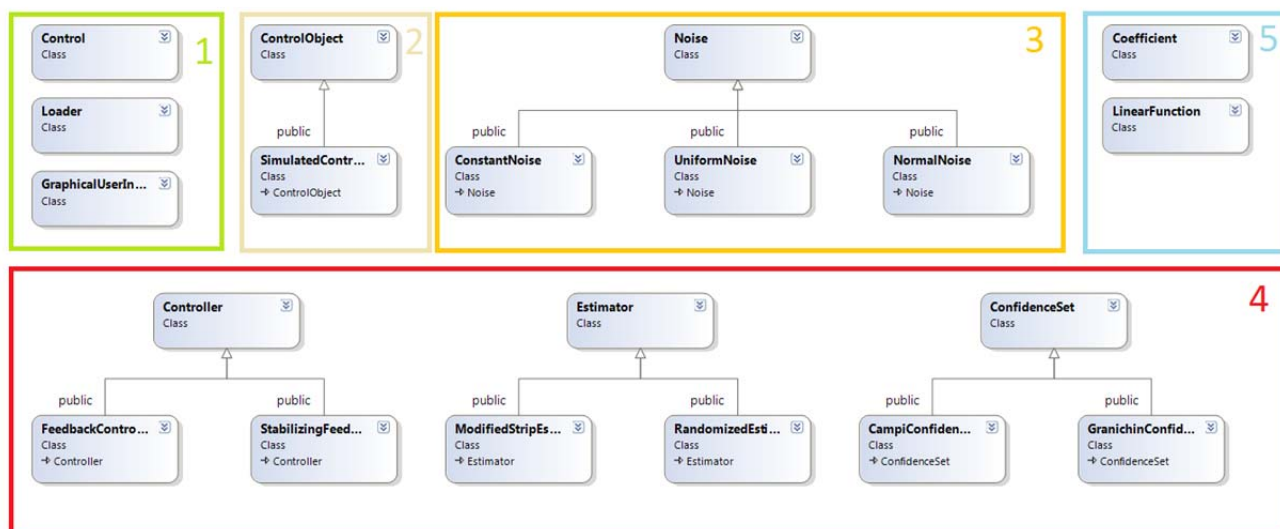 Control
Class
Loader
Class
GraphicalUserIn...
Class
1
ControlObject
Class
2
public
SimulatedContr...
Class
ControlObject
Noise
Class
3
public
public
public
ConstantNoise
Class
Noise
UniformNoise
Class
Noise
NormalNoise
Class
Noise
Coefficient
Class
5
LinearFunction
Class
4
Controller
Class
public
public
FeedbackContro...
Class
Controller
StabilizingFeed...
Class
Controller
Estimator
Class
public
public
ModifiedStripEs...
Class
Estimator
RandomizedEsti...
Class
Estimator
ConfidenceSet
Class
public
public
CampiConfiden...
Class
ConfidenceSet
GranichinConfid...
Class
ConfidenceSet